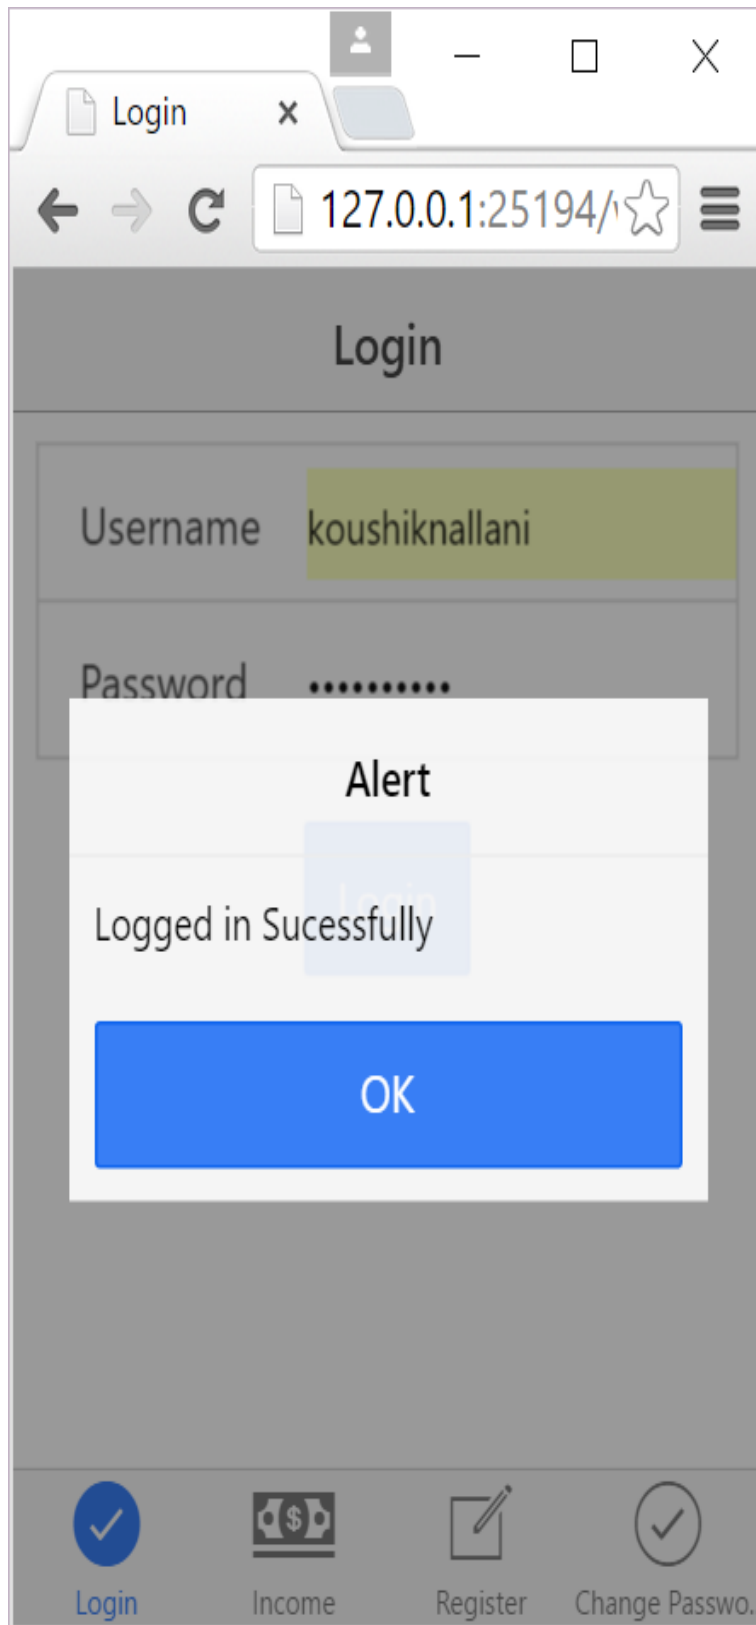 Login
127.0.0.1:25194/
Login
Username koushiknallani
Password ••••••••••
Alert
Login
Logged in Sucessfully
OK
Login Income Register Change Passwo..